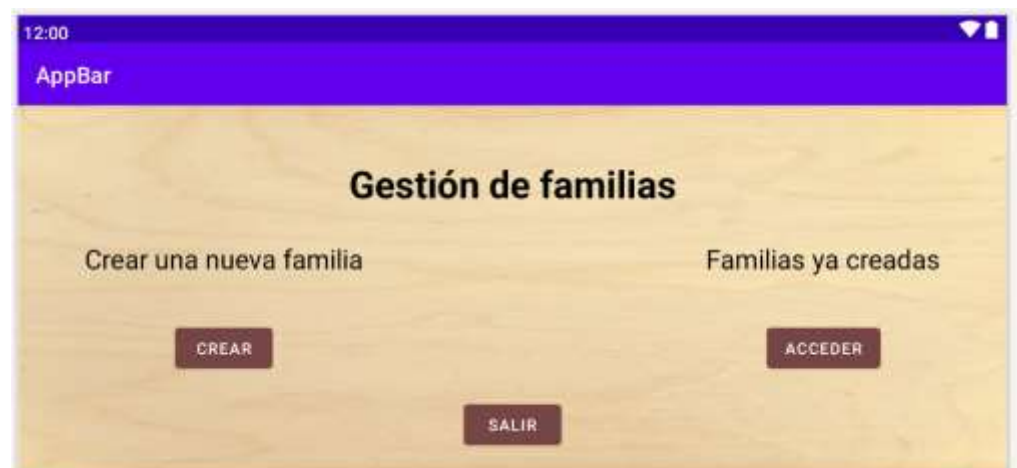 12:00
AppBar
Gestión de familias
Crear una nueva familia
Familias ya creadas
CREAR
ACCEDER
SALIR